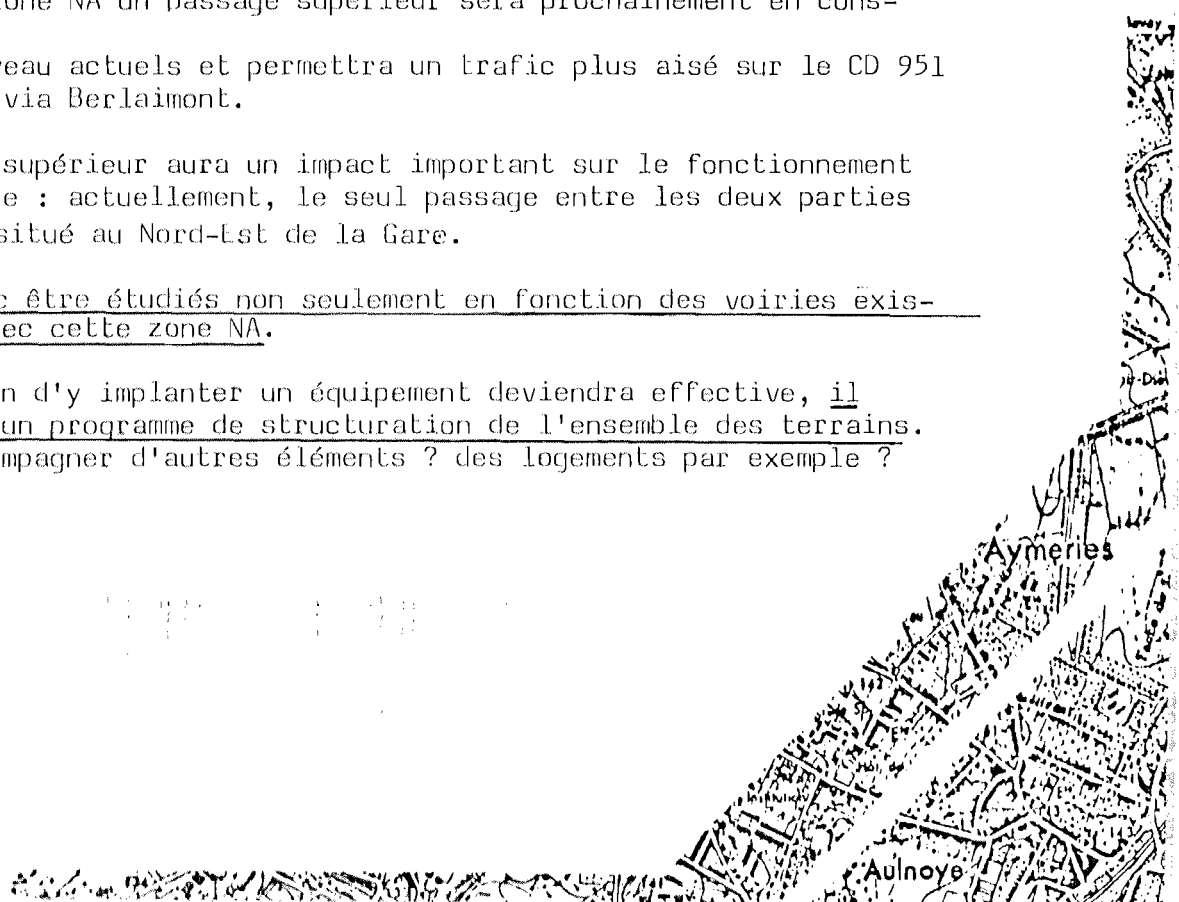 zone NA un passage supérieur sera prochainement en cons-
veau actuels et permettra un trafic plus aisé sur le CD 951
via Berlaimont.
supérieur aura un impact important sur le fonctionnement
e : actuellement, le seul passage entre les deux parties
situé au Nord-Est de la Gare.
c être étudiés non seulement en fonction des voiries exis-
ec cette zone NA.
n d'y implanter un équipement deviendra effective, il
un programme de structuration de l'ensemble des terrains.
mpagner d'autres éléments ? des logements par exemple ?
Aymeries
142
45
Aulnoye